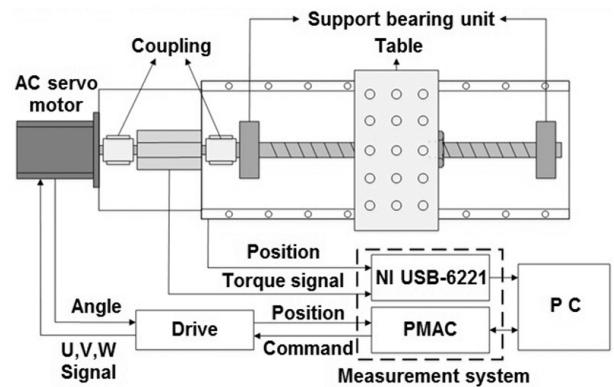 Support bearing unit
Coupling
Table
AC servo
motor
Position
Torque signal
NI USB-6221
P C
Angle
Position
Drive
PMAC
U,V,W
Signal
Command
Measurement system